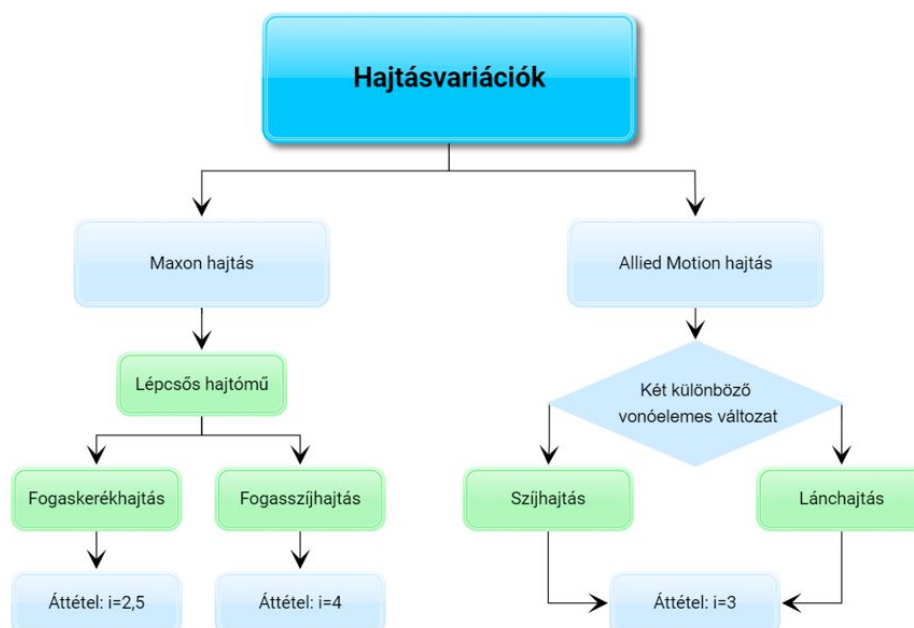 Hajtásvariációk
Maxon hajtás
Allied Motion hajtás
Lépcsős hajtómű
Két különböző
vonóelemes változat
Fogaskerékhajtás
Fogasszíjhajtás
Szíjhajtás
Lánchajtás
Áttétel: i=2,5
Áttétel: i=4
Áttétel: i=3